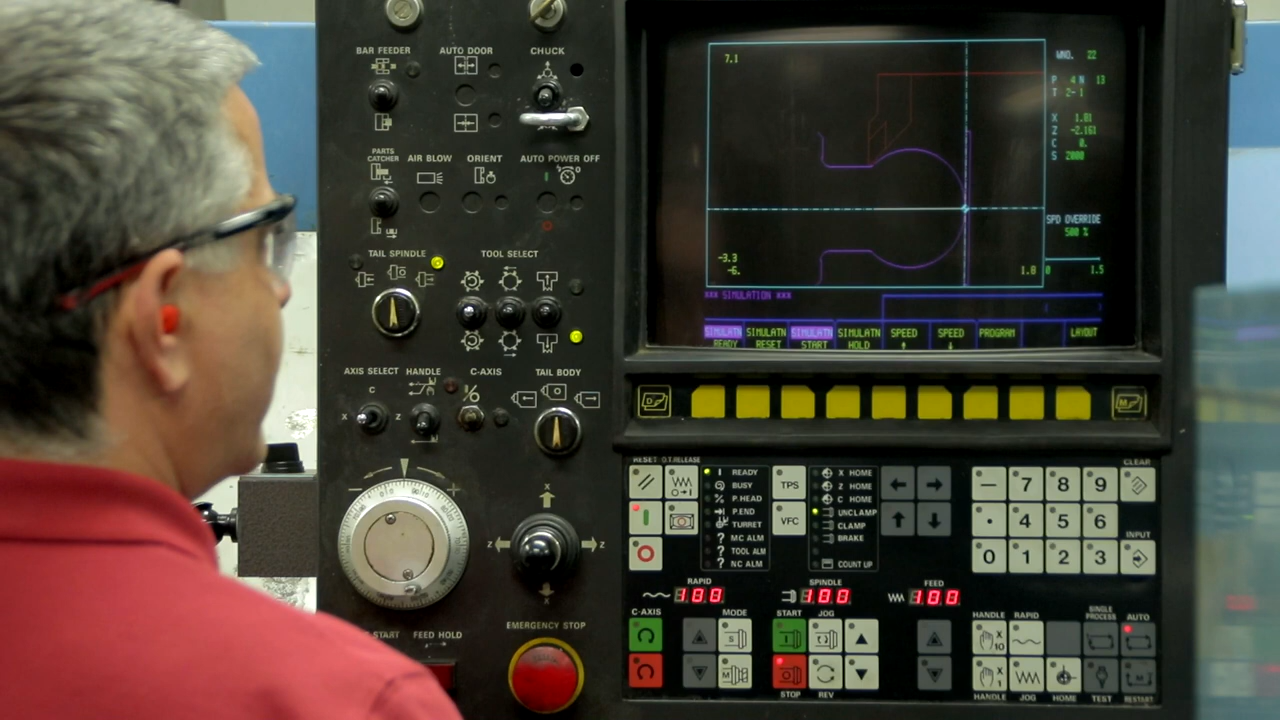 BAR FEEDER AUTO DOOR CHUCK
PARTS CATCHER AIR BLOW ORIENT AUTO POWER OFF
TAIL SPINDLE TOOL SELECT
AXIS SELECT HANDLE C-AXIS TAIL BODY
C
X Z
X
Z Z
X
START FEED HOLD EMERGENCY STOP
7.1
-3.3
-6.
1.8
WNO. 22
P 4 N 13
T 2-1
X 1.81
Z -2.161
C 0.
S 2000
SPD OVERRIDE
500 %
0 1.5
*** SIMULATION ***
SIMULATN READY
SIMULATN RESET
SIMULATN START
SIMULATN HOLD
SPEED ↑
SPEED ↓
PROGRAM
LAYOUT
D M
RESET
TPS
VFC
READY
BUSY
P.HEAD
P.END
TURRET
? MC ALM
? TOOL ALM
? NC ALM
X HOME
Z HOME
C HOME
UNCLAMP
CLAMP
BRAKE
COUNT UP
CLEAR
- 7 8 9
· 4 5 6
INPUT
0 1 2 3
RAPID SPINDLE FEED
100 100 100
C-AXIS MODE START JOG
S
M
STOP REV
HANDLE RAPID SINGLE PROCESS AUTO
X 10
X 1
HANDLE JOG HOME TEST RESTART